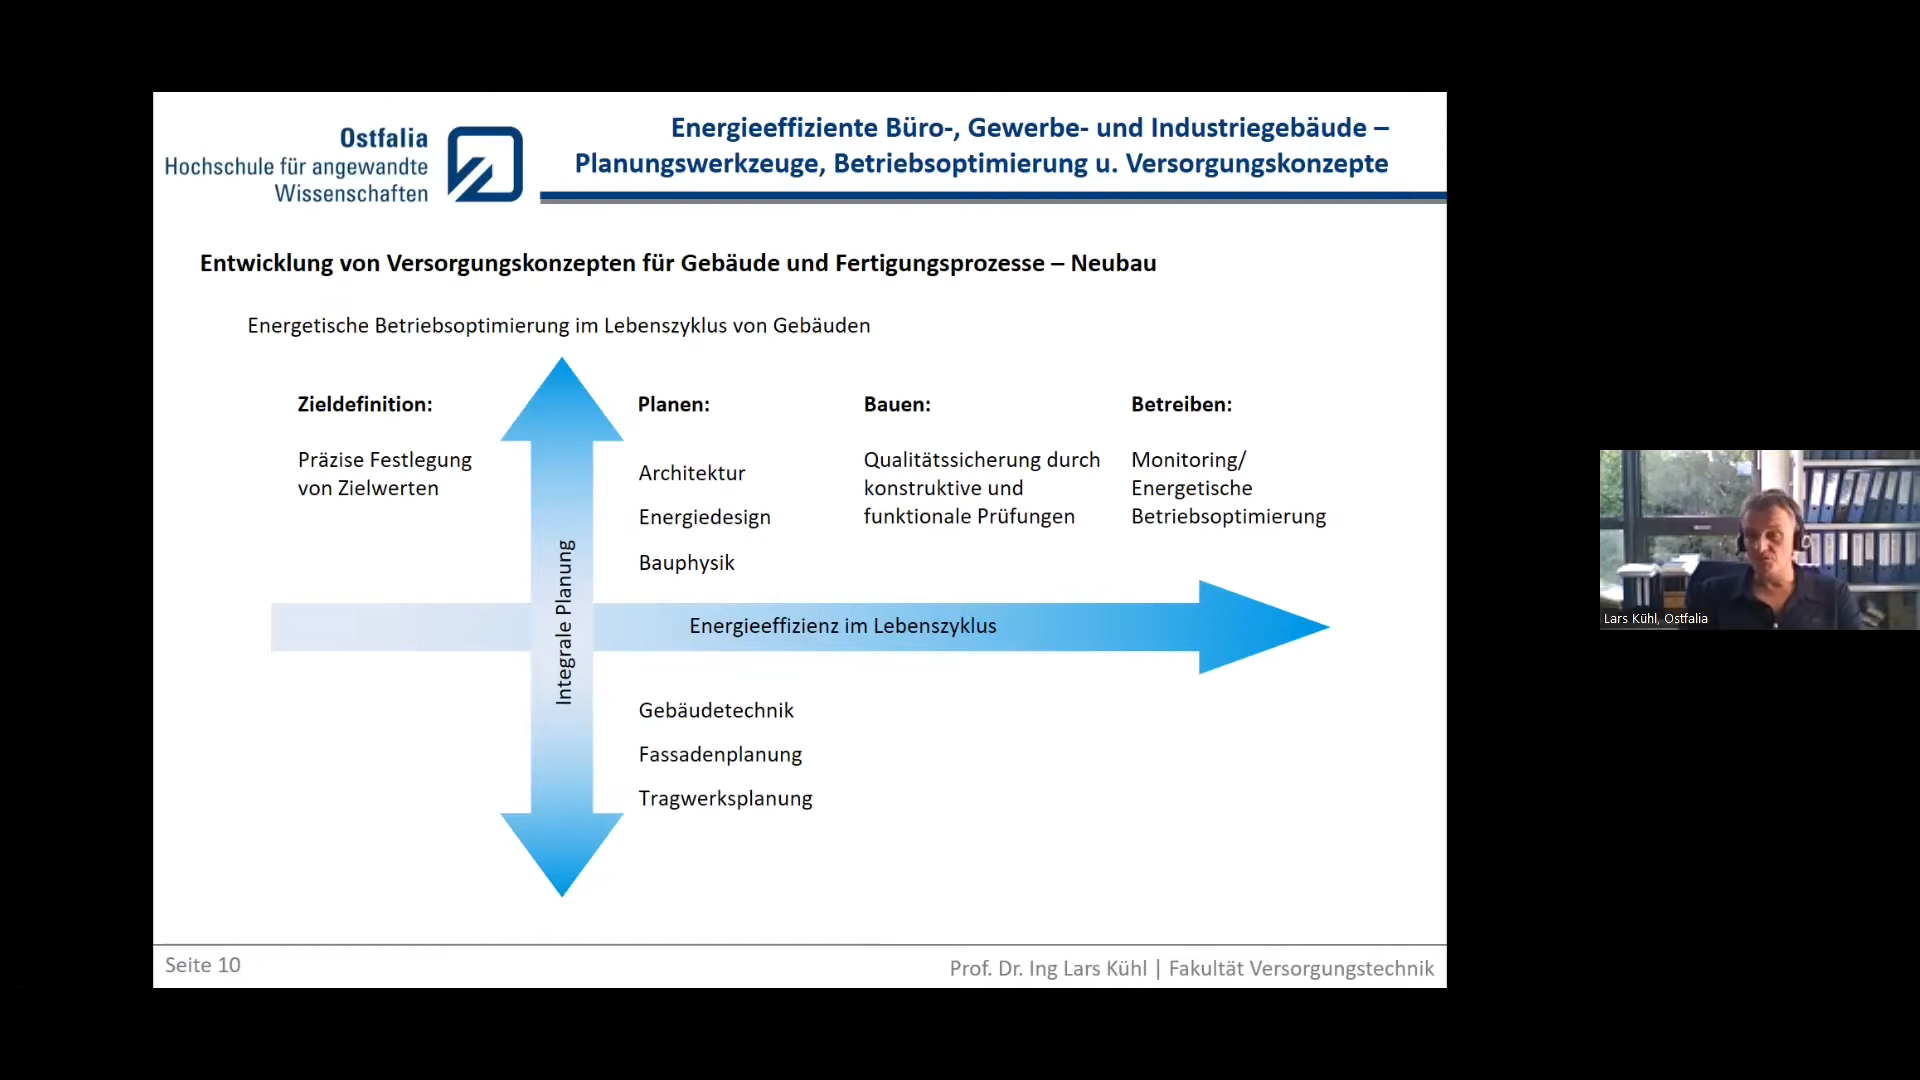 Ostfalia
Hochschule für angewandte
Wissenschaften
Energieeffiziente Büro-, Gewerbe- und Industriegebäude –
Planungswerkzeuge, Betriebsoptimierung u. Versorgungskonzepte
Entwicklung von Versorgungskonzepten für Gebäude und Fertigungsprozesse – Neubau
Energetische Betriebsoptimierung im Lebenszyklus von Gebäuden
Zieldefinition:
Präzise Festlegung
von Zielwerten
Integrale Planung
Planen:
Architektur
Energiedesign
Bauphysik
Bauen:
Qualitätssicherung durch
konstruktive und
funktionale Prüfungen
Betreiben:
Monitoring/
Energetische
Betriebsoptimierung
Energieeffizienz im Lebenszyklus
Gebäudetechnik
Fassadenplanung
Tragwerksplanung
Seite 10
Prof. Dr. Ing Lars Kühl | Fakultät Versorgungstechnik
Lars Kühl, Ostfalia